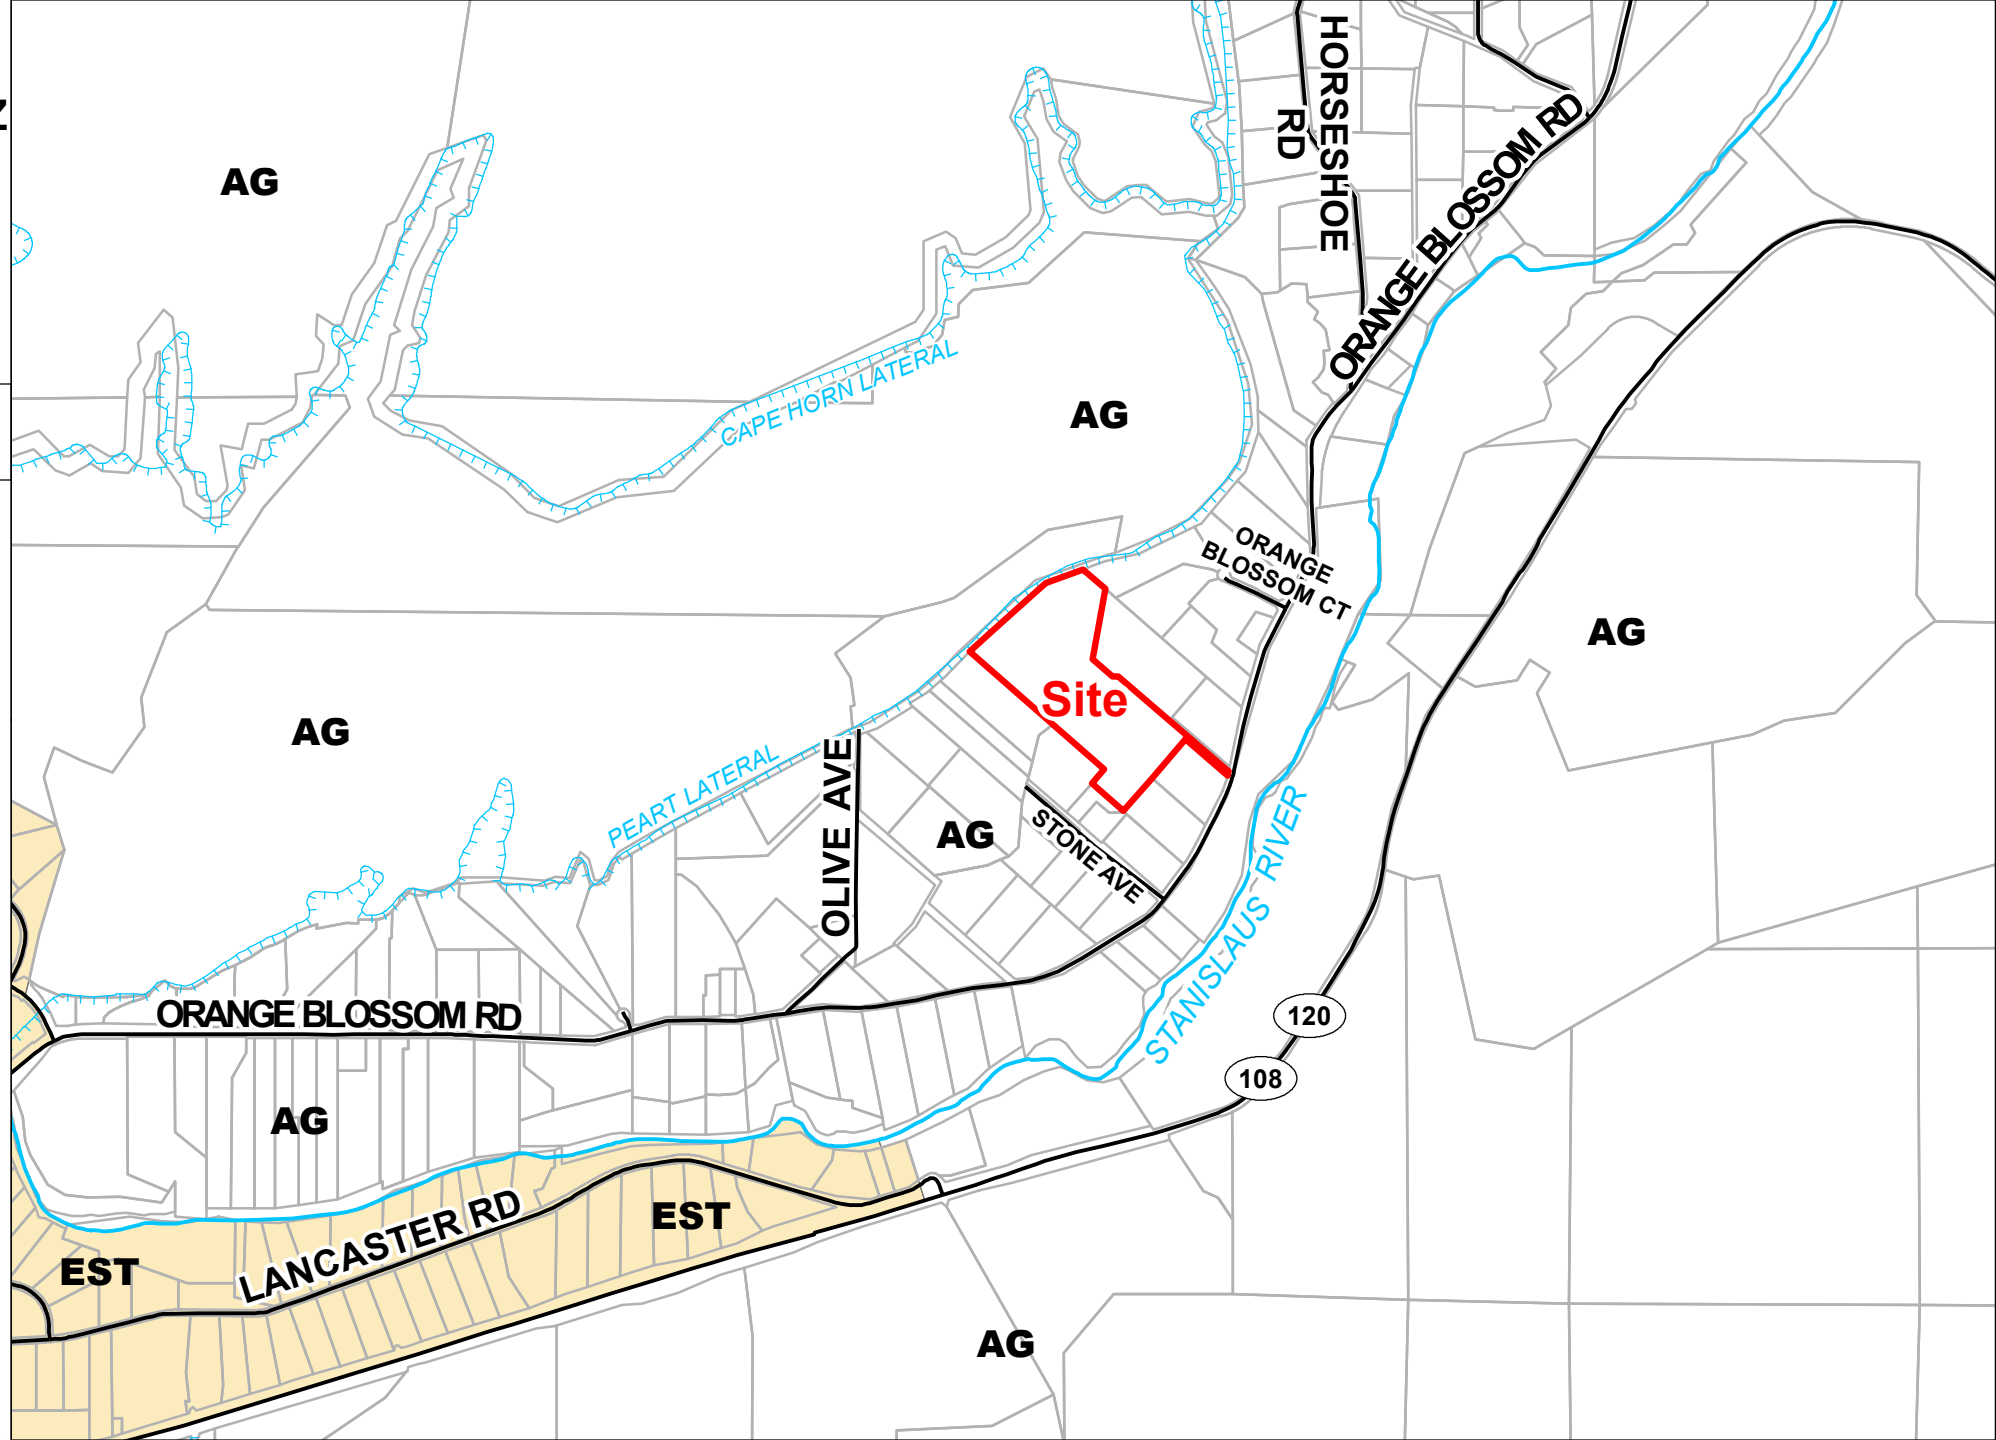 HORSESHOE
RD
ORANGE BLOSSOM RD
AG
CAPE HORN LATERAL
AG
ORANGE
BLOSSOM CT
AG
Site
AG
PEART LATERAL
OLIVE AVE
AG
STONE AVE
STANISLAUS RIVER
ORANGE BLOSSOM RD
120
108
AG
LANCASTER RD
EST
EST
AG